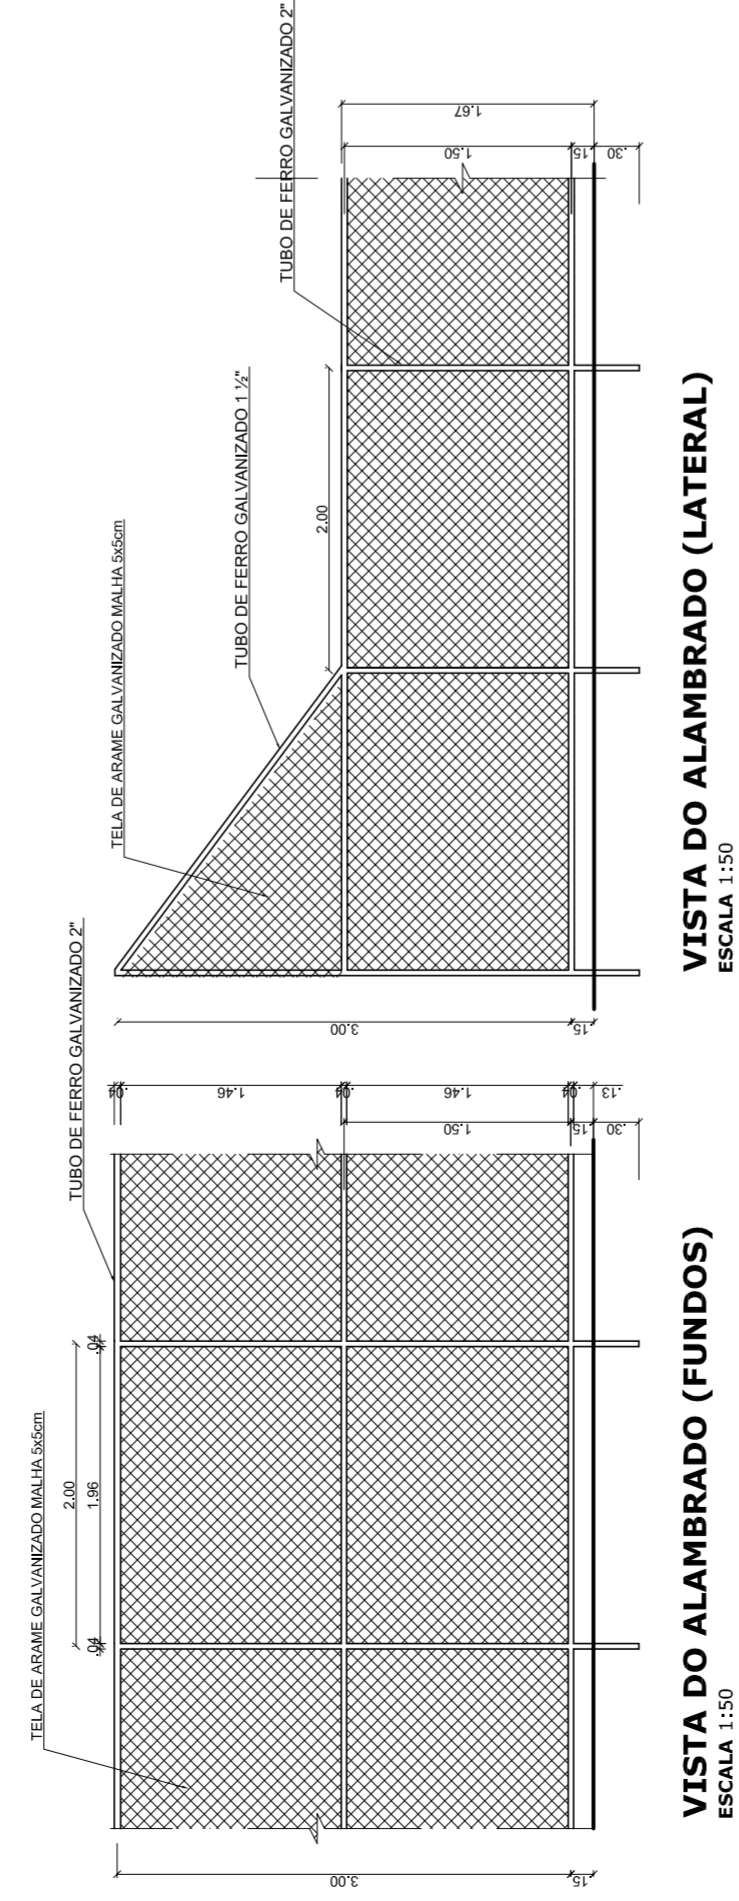 TELA DE ARAME GALVANIZADO MALHA 5x5cm
TUBO DE FERRO GALVANIZADO 2"
2.00
.04
1.96
.04
3.00
.15
.04
1.46
.04
1.46
.04
.13
1.50
.15
.30
VISTA DO ALAMBRADO (FUNDOS)
ESCALA 1:50
TELA DE ARAME GALVANIZADO MALHA 5x5cm
TUBO DE FERRO GALVANIZADO 1 ½"
TUBO DE FERRO GALVANIZADO 2"
2.00
3.00
.15
1.67
1.50
.15
.30
VISTA DO ALAMBRADO (LATERAL)
ESCALA 1:50